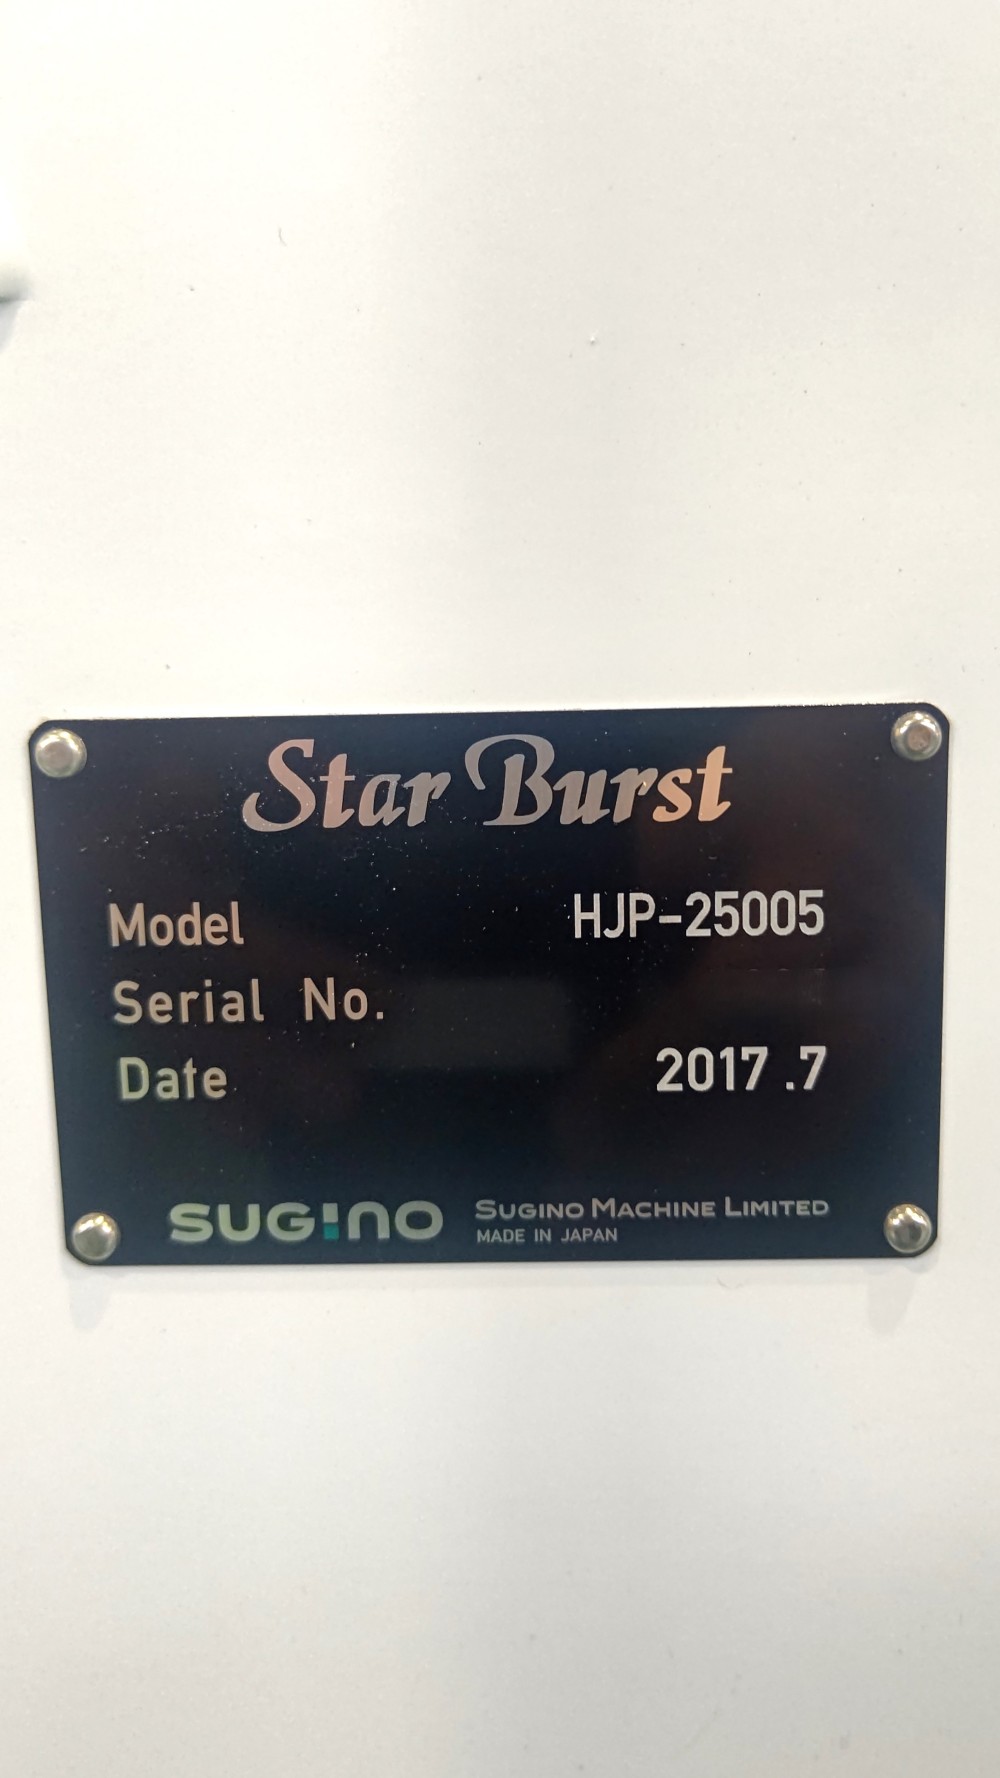 Star Burst
Model HJP-25005
Serial No.
Date 2017.7
SUGINO SUGINO MACHINE LIMITED
MADE IN JAPAN